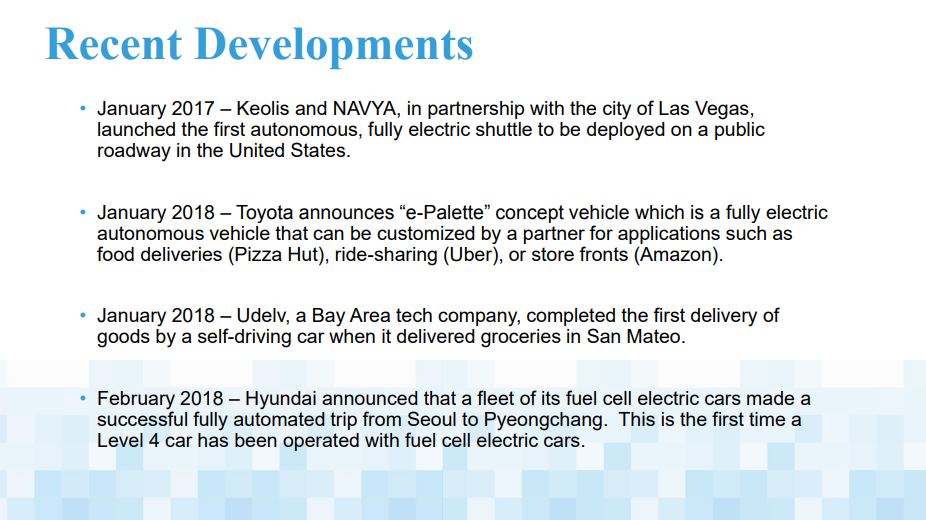 Recent Developments
• January 2017 – Keolis and NAVYA, in partnership with the city of Las Vegas,
launched the first autonomous, fully electric shuttle to be deployed on a public
roadway in the United States.
• January 2018 – Toyota announces “e-Palette” concept vehicle which is a fully electric
autonomous vehicle that can be customized by a partner for applications such as
food deliveries (Pizza Hut), ride-sharing (Uber), or store fronts (Amazon).
• January 2018 – Udelv, a Bay Area tech company, completed the first delivery of
goods by a self-driving car when it delivered groceries in San Mateo.
• February 2018 – Hyundai announced that a fleet of its fuel cell electric cars made a
successful fully automated trip from Seoul to Pyeongchang.  This is the first time a
Level 4 car has been operated with fuel cell electric cars.